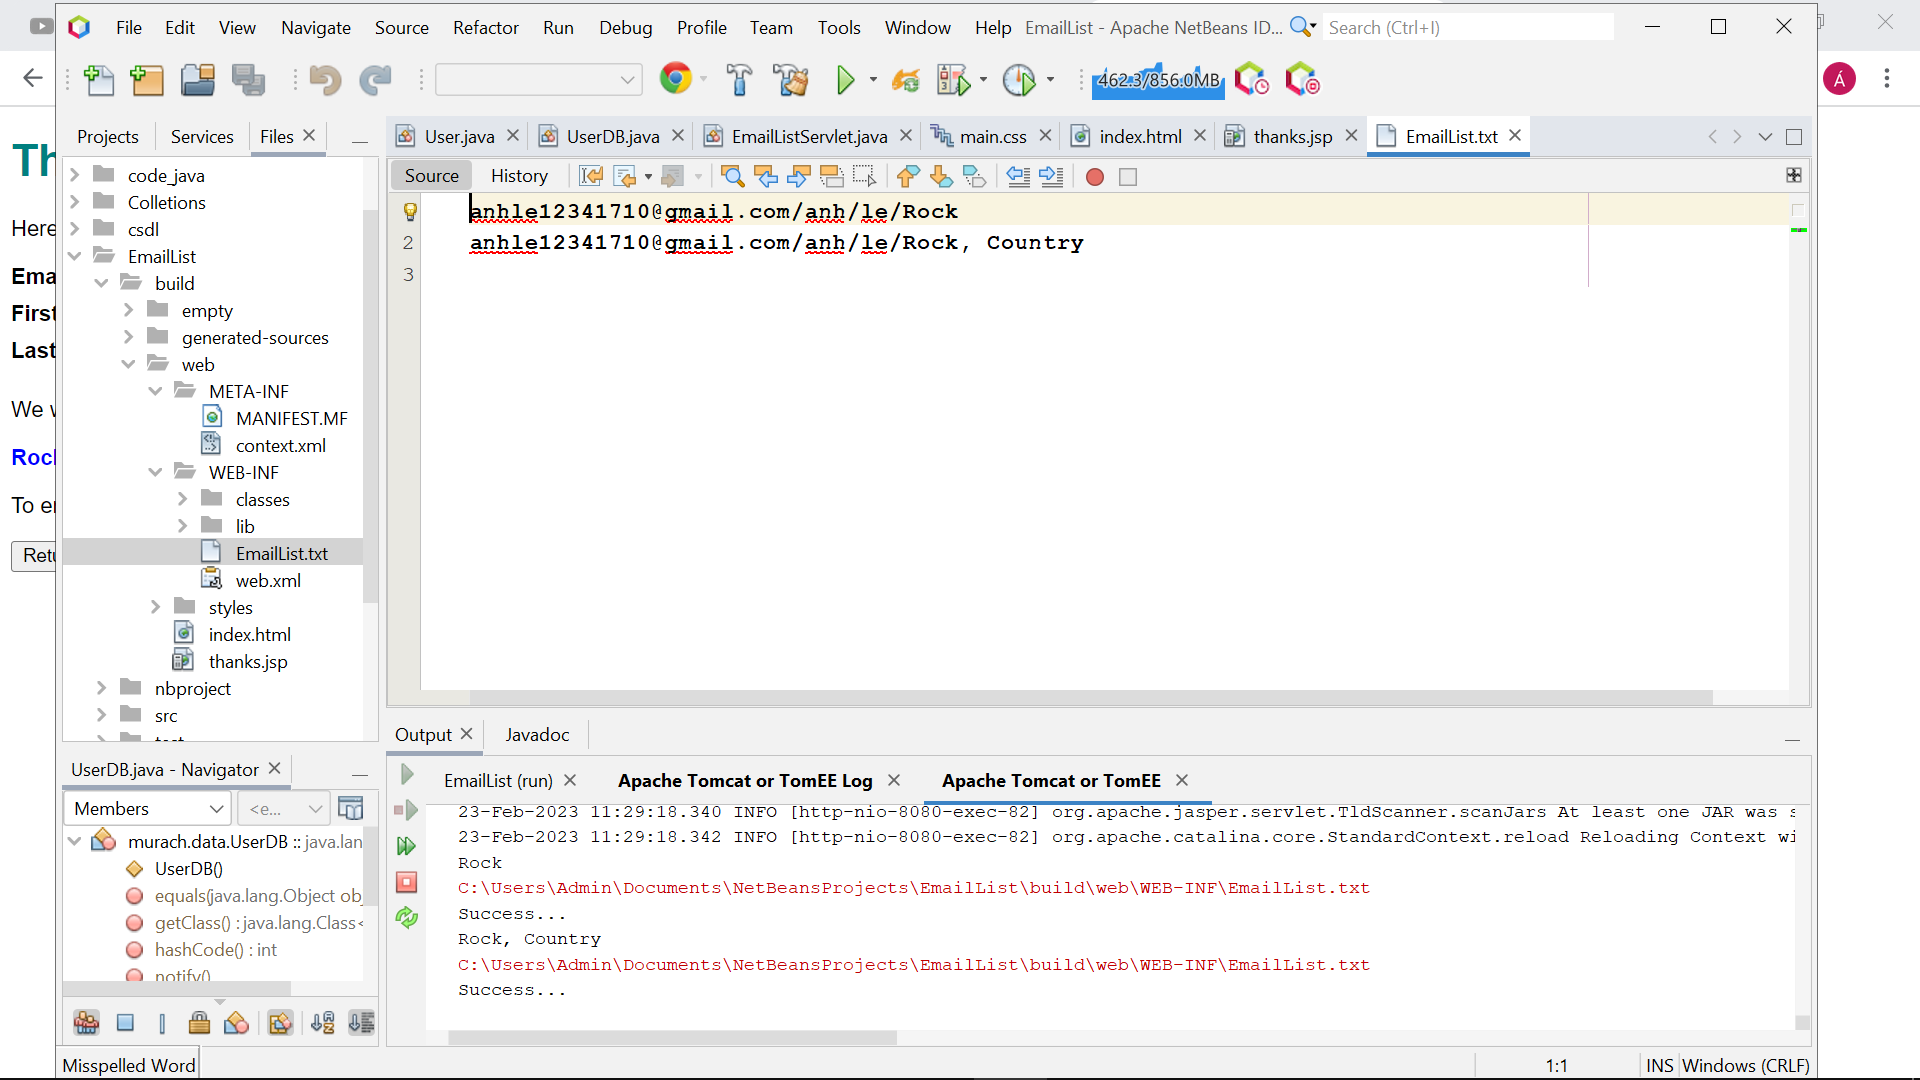 File Edit View Navigate Source Refactor Run Debug Profile Team Tools Window Help EmailList - Apache NetBeans ID... Search (Ctrl+I)
462.3/856.0MB
Á
Projects Services Files
User.java UserDB.java EmailListServlet.java main.css index.html thanks.jsp EmailList.txt
Source History
code_java
Colletions
csdl
EmailList
build
empty
generated-sources
web
META-INF
MANIFEST.MF
context.xml
WEB-INF
classes
lib
EmailList.txt
web.xml
styles
index.html
thanks.jsp
nbproject
src
test
Th
Here
Ema
First
Last
We w
Rock
To en
Retu
anhle12341710@gmail.com/anh/le/Rock
2 anhle12341710@gmail.com/anh/le/Rock, Country
3
UserDB.java - Navigator
Members <e...
murach.data.UserDB :: java.lan
UserDB()
equals(java.lang.Object obj
getClass() : java.lang.Class<
hashCode() : int
notify()
Output Javadoc
EmailList (run) Apache Tomcat or TomEE Log Apache Tomcat or TomEE
23-Feb-2023 11:29:18.340 INFO [http-nio-8080-exec-82] org.apache.jasper.servlet.TldScanner.scanJars At least one JAR was s
23-Feb-2023 11:29:18.342 INFO [http-nio-8080-exec-82] org.apache.catalina.core.StandardContext.reload Reloading Context wi
Rock
C:\Users\Admin\Documents\NetBeansProjects\EmailList\build\web\WEB-INF\EmailList.txt
Success...
Rock, Country
C:\Users\Admin\Documents\NetBeansProjects\EmailList\build\web\WEB-INF\EmailList.txt
Success...
Misspelled Word 1:1 INS Windows (CRLF)